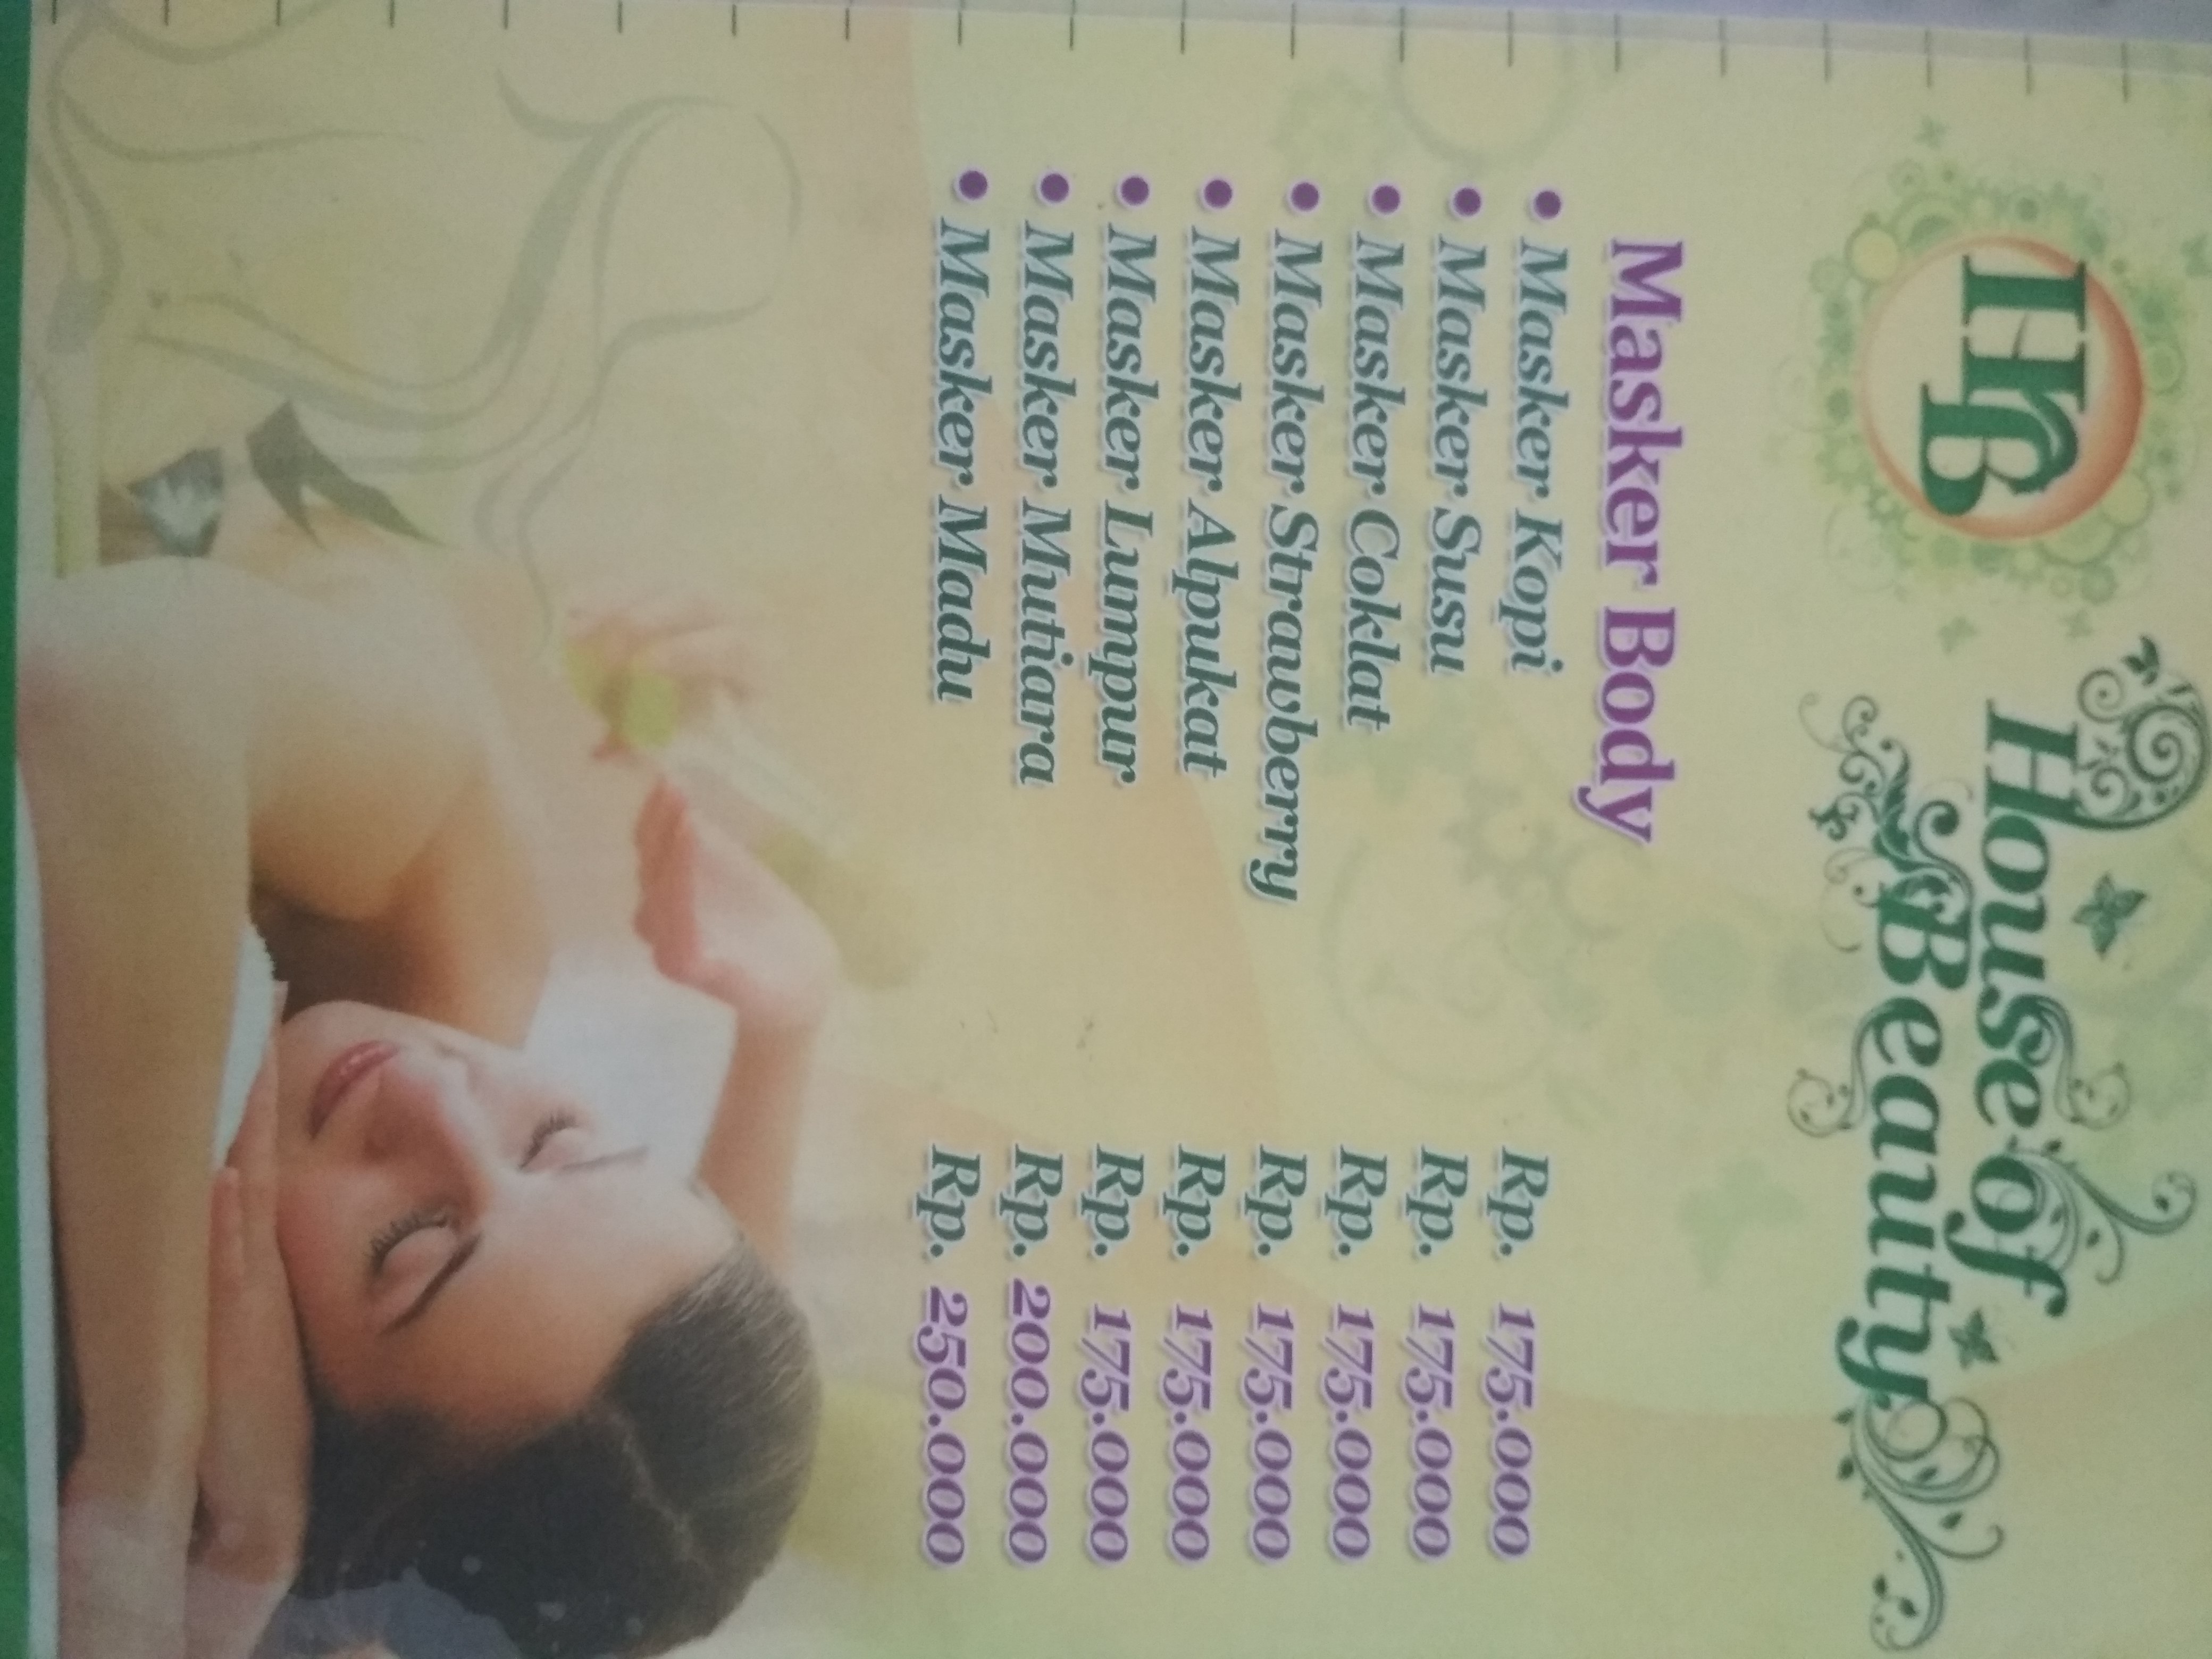 HB
House of
Beauty
Masker Body
• Masker Kopi Rp. 175.000
• Masker Susu Rp. 175.000
• Masker Coklat Rp. 175.000
• Masker Strawberry Rp. 175.000
• Masker Alpukat Rp. 175.000
• Masker Lumpur Rp. 175.000
• Masker Mutiara Rp. 200.000
• Masker Madu Rp. 250.000